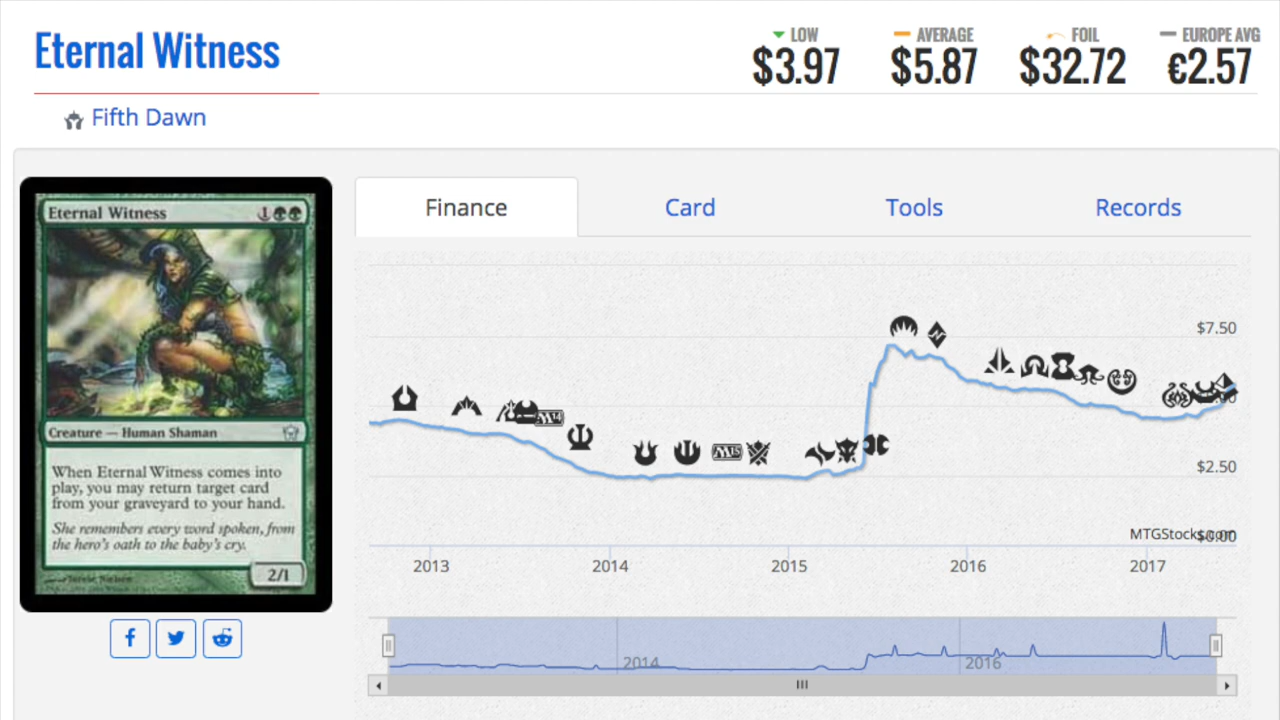 Eternal Witness
LOW
AVERAGE
FOIL
EUROPE AVG
$3.97
$5.87
$32.72
€2.57
Fifth Dawn
Finance
Card
Tools
Records
Eternal Witness 1
Creature — Human Shaman
When Eternal Witness comes into
play, you may return target card
from your graveyard to your hand.
She remembers every word spoken, from
the hero's oath to the baby's cry.
2/1
$7.50
M14
M15
$2.50
MTGStocks.com
2013
2014
2015
2016
2017
2014
2016